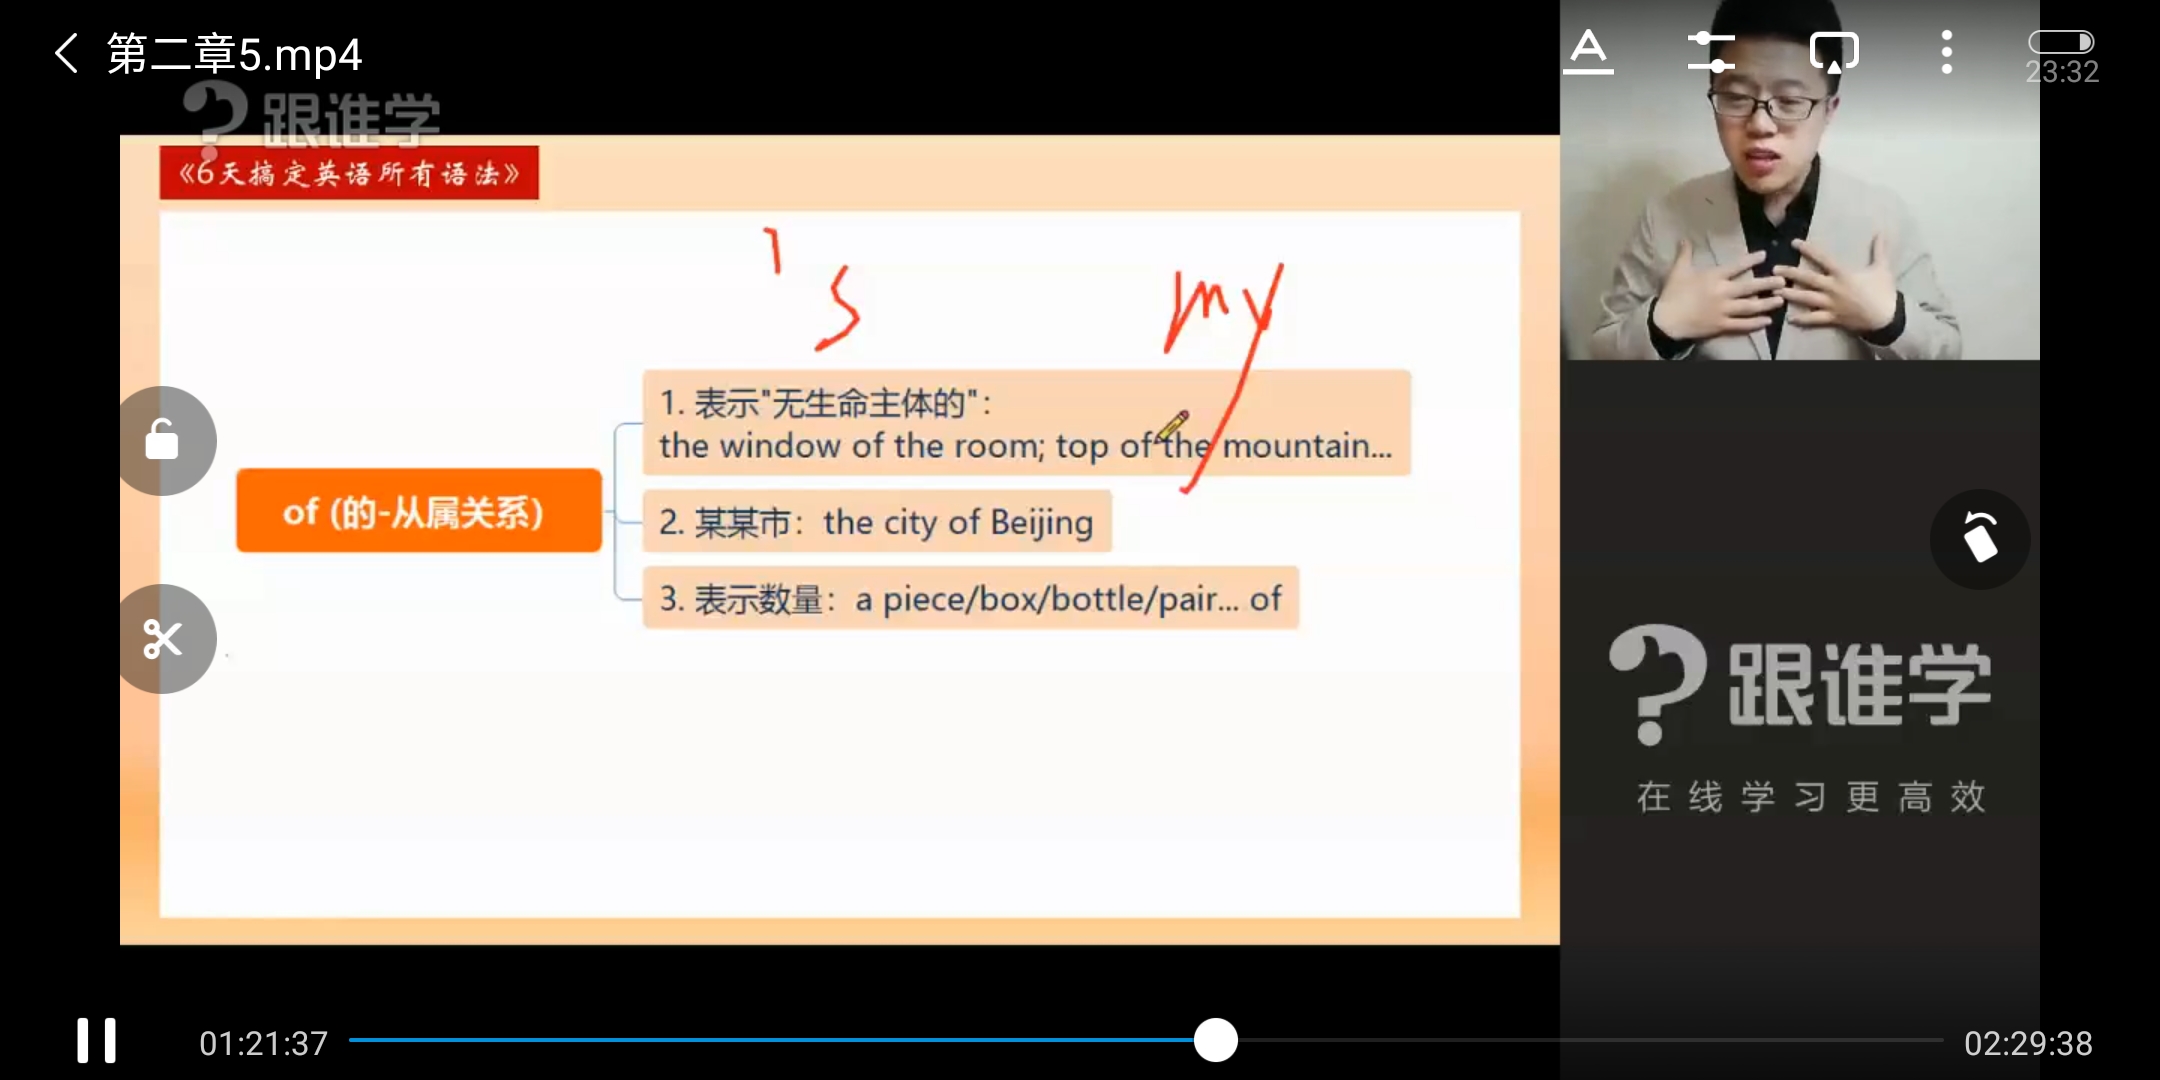 第二章5.mp4
23:32
跟谁学
《6天搞定英语所有语法》
's
my
1. 表示"无生命主体的"：
the window of the room; top of the mountain...
of (的-从属关系)
2. 某某市：the city of Beijing
3. 表示数量：a piece/box/bottle/pair... of
跟谁学
在线学习更高效
01:21:37
02:29:38